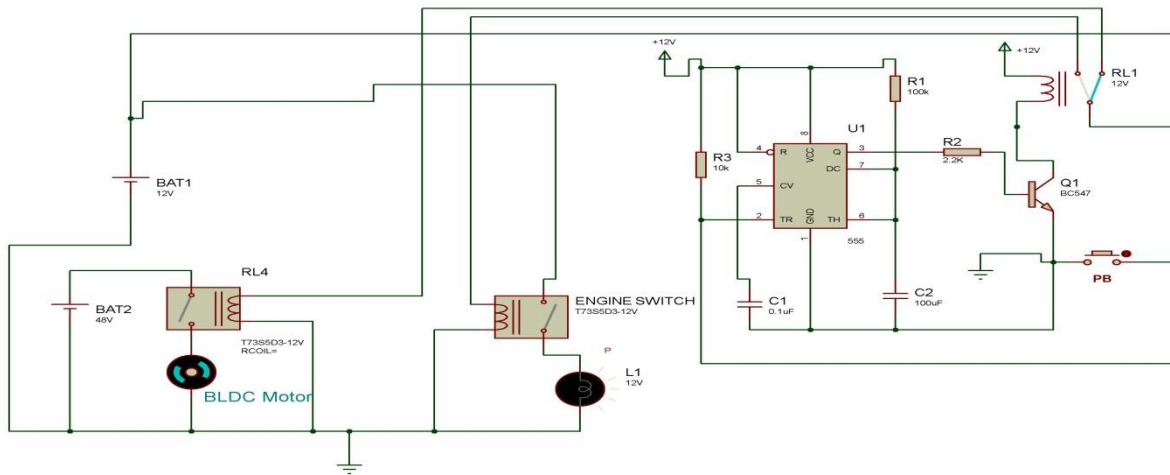 +12V
+12V
RL1
12V
R1
100k
U1
R3
10k
R2
2.2K
4
R
VCC
8
Q
3
DC
7
5
CV
2
TR
GND
1
TH
6
555
Q1
BC547
BAT1
12V
PB
RL4
BAT2
48V
T73S5D3-12V
RCOIL=
BLDC Motor
ENGINE SWITCH
T73S5D3-12V
P
L1
12V
C1
0.1uF
C2
100uF